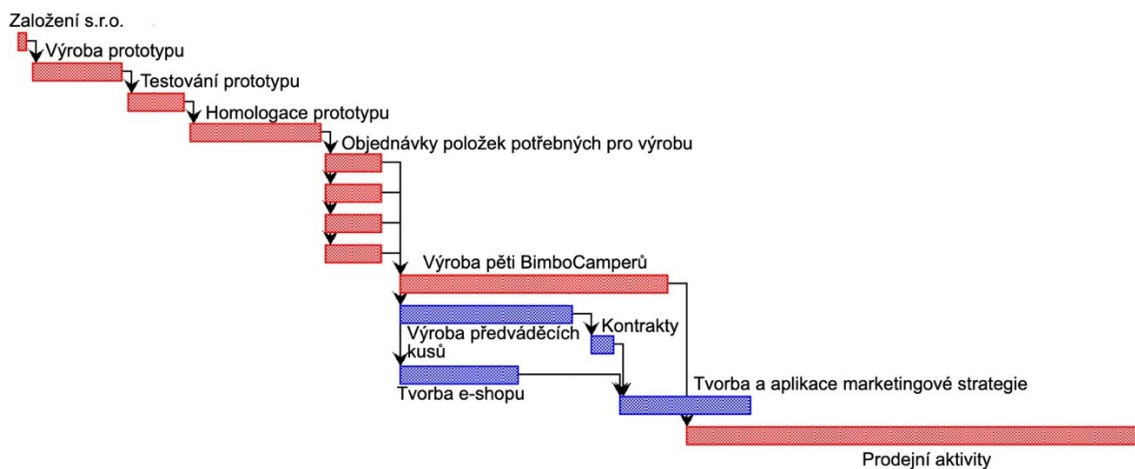 Založení s.r.o.
Výroba prototypu
Testování prototypu
Homologace prototypu
Objednávky položek potřebných pro výrobu
Výroba pěti BimboCamperů
Výroba předváděcích
kusů
Kontrakty
Tvorba e-shopu
Tvorba a aplikace marketingové strategie
Prodejní aktivity